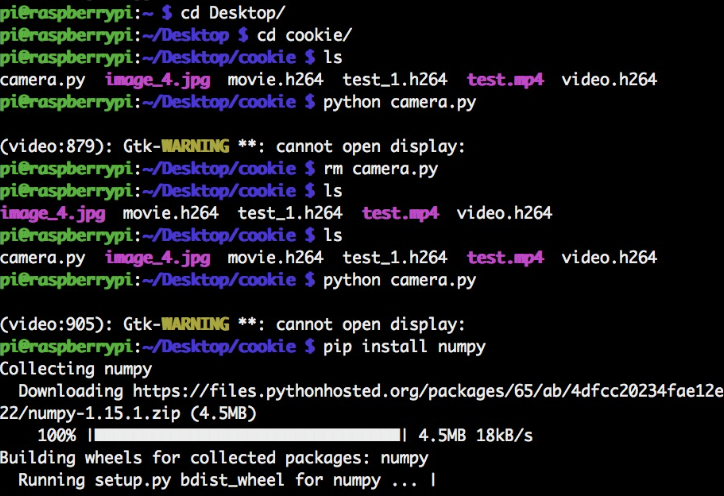 pi@raspberrypi:~ $ cd Desktop/
pi@raspberrypi:~/Desktop $ cd cookie/
pi@raspberrypi:~/Desktop/cookie $ ls
camera.py  image_4.jpg  movie.h264  test_1.h264  test.mp4  video.h264
pi@raspberrypi:~/Desktop/cookie $ python camera.py
(video:879): Gtk-WARNING **: cannot open display:
pi@raspberrypi:~/Desktop/cookie $ rm camera.py
pi@raspberrypi:~/Desktop/cookie $ ls
image_4.jpg  movie.h264  test_1.h264  test.mp4  video.h264
pi@raspberrypi:~/Desktop/cookie $ ls
camera.py  image_4.jpg  movie.h264  test_1.h264  test.mp4  video.h264
pi@raspberrypi:~/Desktop/cookie $ python camera.py
(video:905): Gtk-WARNING **: cannot open display:
pi@raspberrypi:~/Desktop/cookie $ pip install numpy
Collecting numpy
  Downloading https://files.pythonhosted.org/packages/65/ab/4dfcc20234fae12e
22/numpy-1.15.1.zip (4.5MB)
    100% |████████████████████████████████| 4.5MB 18kB/s
Building wheels for collected packages: numpy
  Running setup.py bdist_wheel for numpy ... |